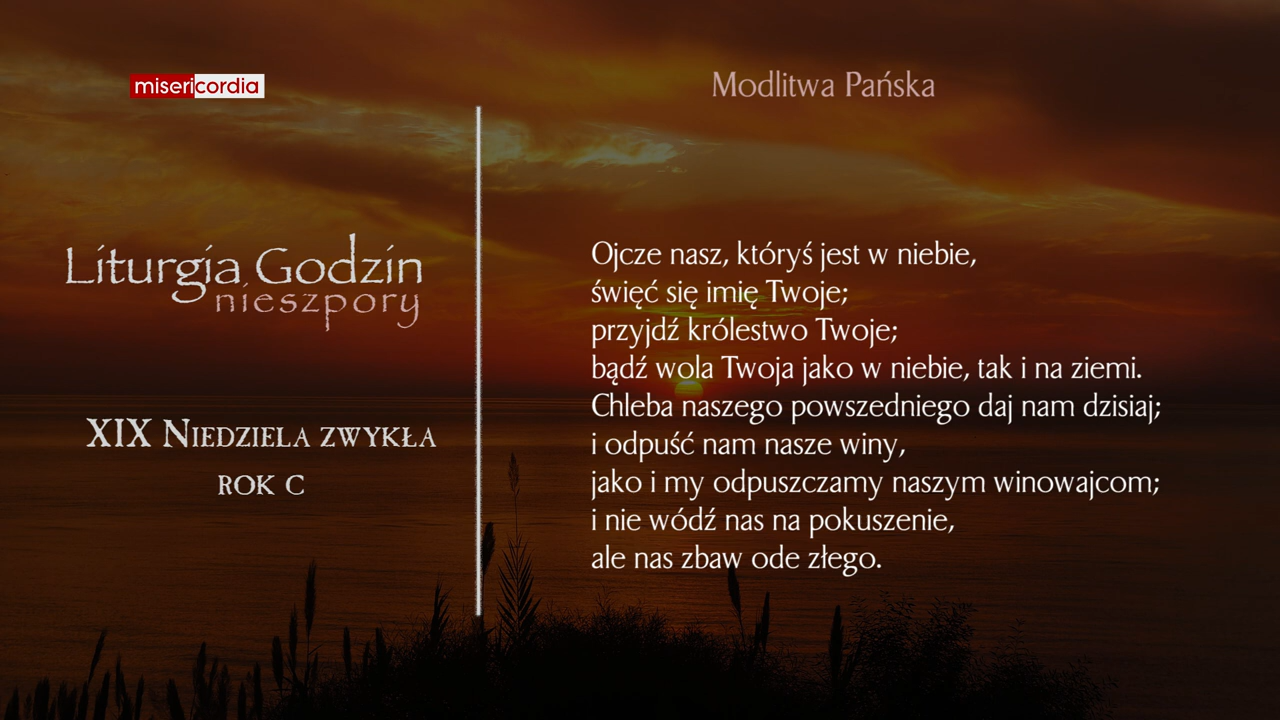 misericordia
Liturgia Godzin
nieszpory
XIX Niedziela zwykła
rok C
Modlitwa Pańska
Ojcze nasz, któryś jest w niebie,
święć się imię Twoje;
przyjdź królestwo Twoje;
bądź wola Twoja jako w niebie, tak i na ziemi.
Chleba naszego powszedniego daj nam dzisiaj;
i odpuść nam nasze winy,
jako i my odpuszczamy naszym winowajcom;
i nie wódź nas na pokuszenie,
ale nas zbaw ode złego.